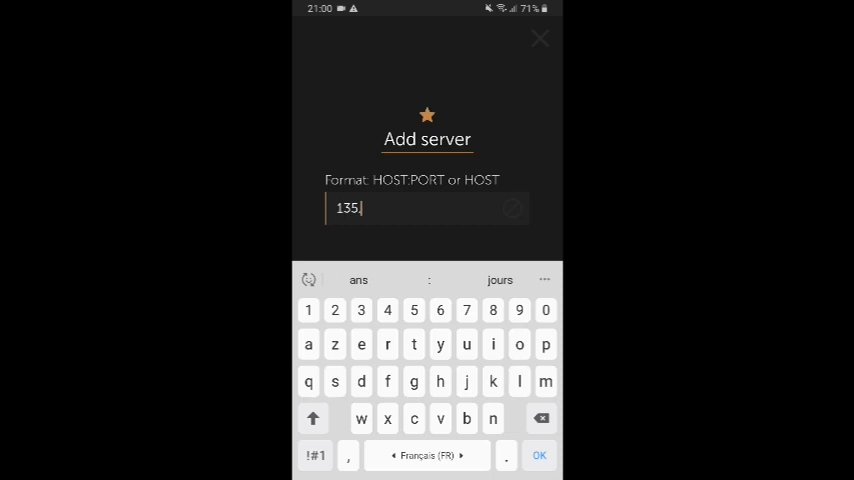 21:00 71%
Add server
Format: HOST:PORT or HOST
135.
ans : jours ...
1 2 3 4 5 6 7 8 9 0
a z e r t y u i o p
q s d f g h j k l m
w x c v b n
!#1 , Français (FR) . OK